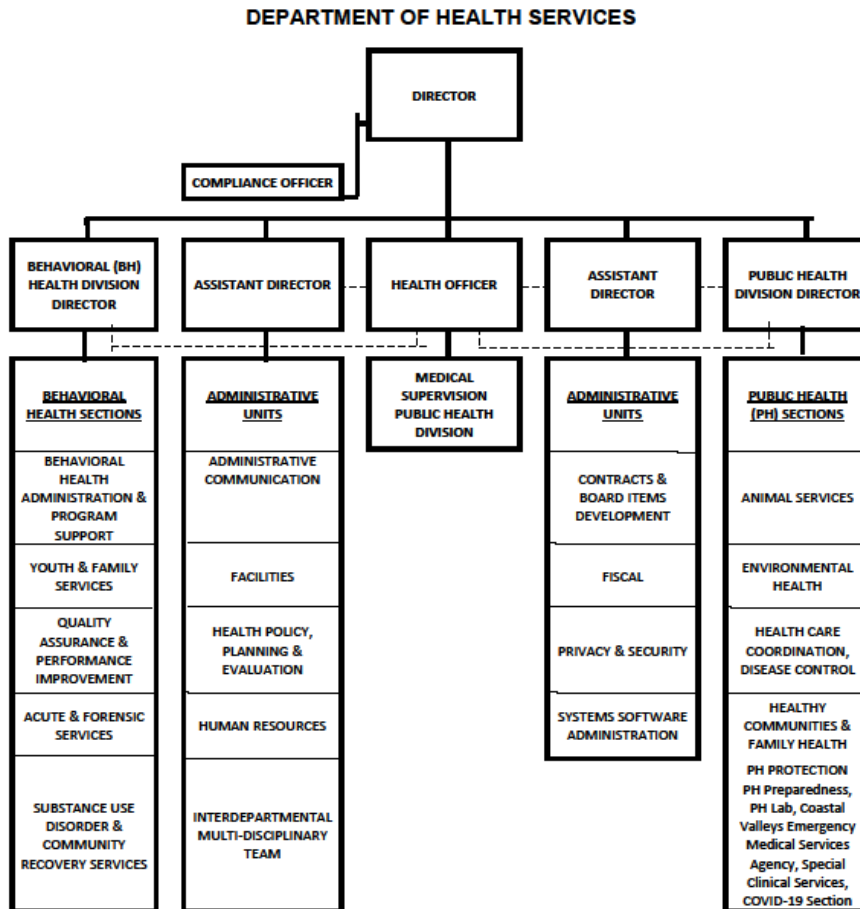 DEPARTMENT OF HEALTH SERVICES
DIRECTOR
COMPLIANCE OFFICER
BEHAVIORAL (BH)
HEALTH DIVISION
DIRECTOR
ASSISTANT DIRECTOR
HEALTH OFFICER
ASSISTANT
DIRECTOR
PUBLIC HEALTH
DIVISION DIRECTOR
BEHAVIORAL
HEALTH SECTIONS
BEHAVIORAL
HEALTH
ADMINISTRATION &
PROGRAM
SUPPORT
YOUTH & FAMILY
SERVICES
QUALITY
ASSURANCE &
PERFORMANCE
IMPROVEMENT
ACUTE & FORENSIC
SERVICES
SUBSTANCE USE
DISORDER &
COMMUNITY
RECOVERY SERVICES
ADMINISTRATIVE
UNITS
ADMINISTRATIVE
COMMUNICATION
FACILITIES
HEALTH POLICY,
PLANNING &
EVALUATION
HUMAN RESOURCES
INTERDEPARTMENTAL
MULTI-DISCIPLINARY
TEAM
MEDICAL
SUPERVISION
PUBLIC HEALTH
DIVISION
ADMINISTRATIVE
UNITS
CONTRACTS &
BOARD ITEMS
DEVELOPMENT
FISCAL
PRIVACY & SECURITY
SYSTEMS SOFTWARE
ADMINISTRATION
PUBLIC HEALTH
(PH) SECTIONS
ANIMAL SERVICES
ENVIRONMENTAL
HEALTH
HEALTH CARE
COORDINATION,
DISEASE CONTROL
HEALTHY
COMMUNITIES &
FAMILY HEALTH
PH PROTECTION
PH Preparedness,
PH Lab, Coastal
Valleys Emergency
Medical Services
Agency, Special
Clinical Services,
COVID-19 Section